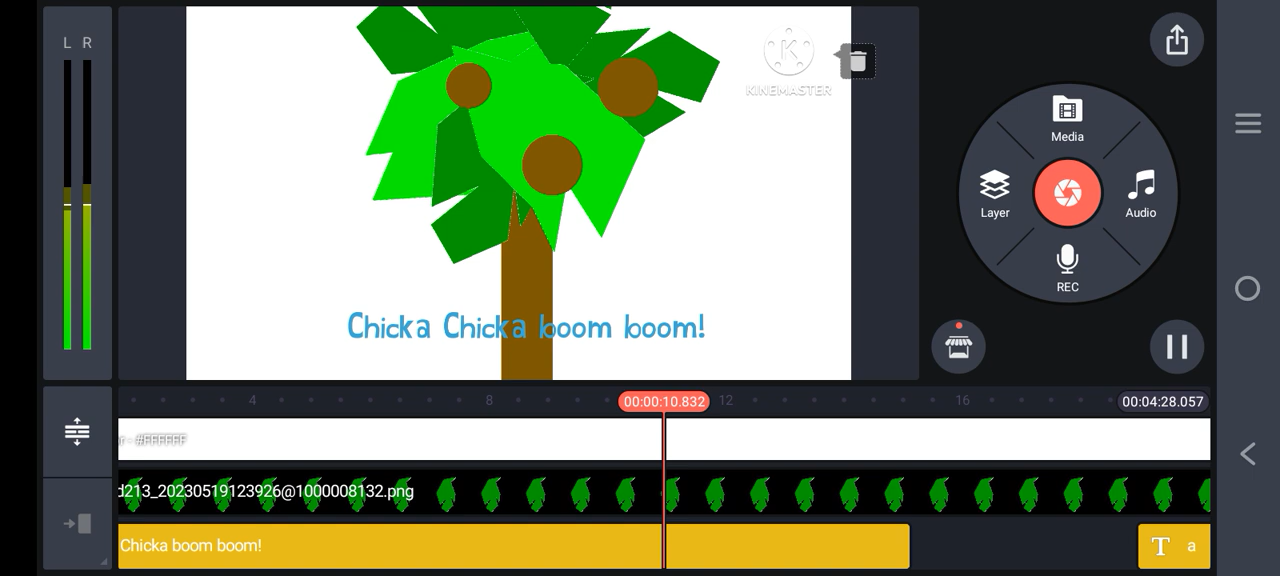 L R
KINEMASTER
Chicka Chicka boom boom!
Media
Layer
Audio
REC
4
8
00:00:10.832
12
16
00:04:28.057
r - #FFFFFF
d213_20230519123926@1000008132.png
Chicka boom boom!
T a